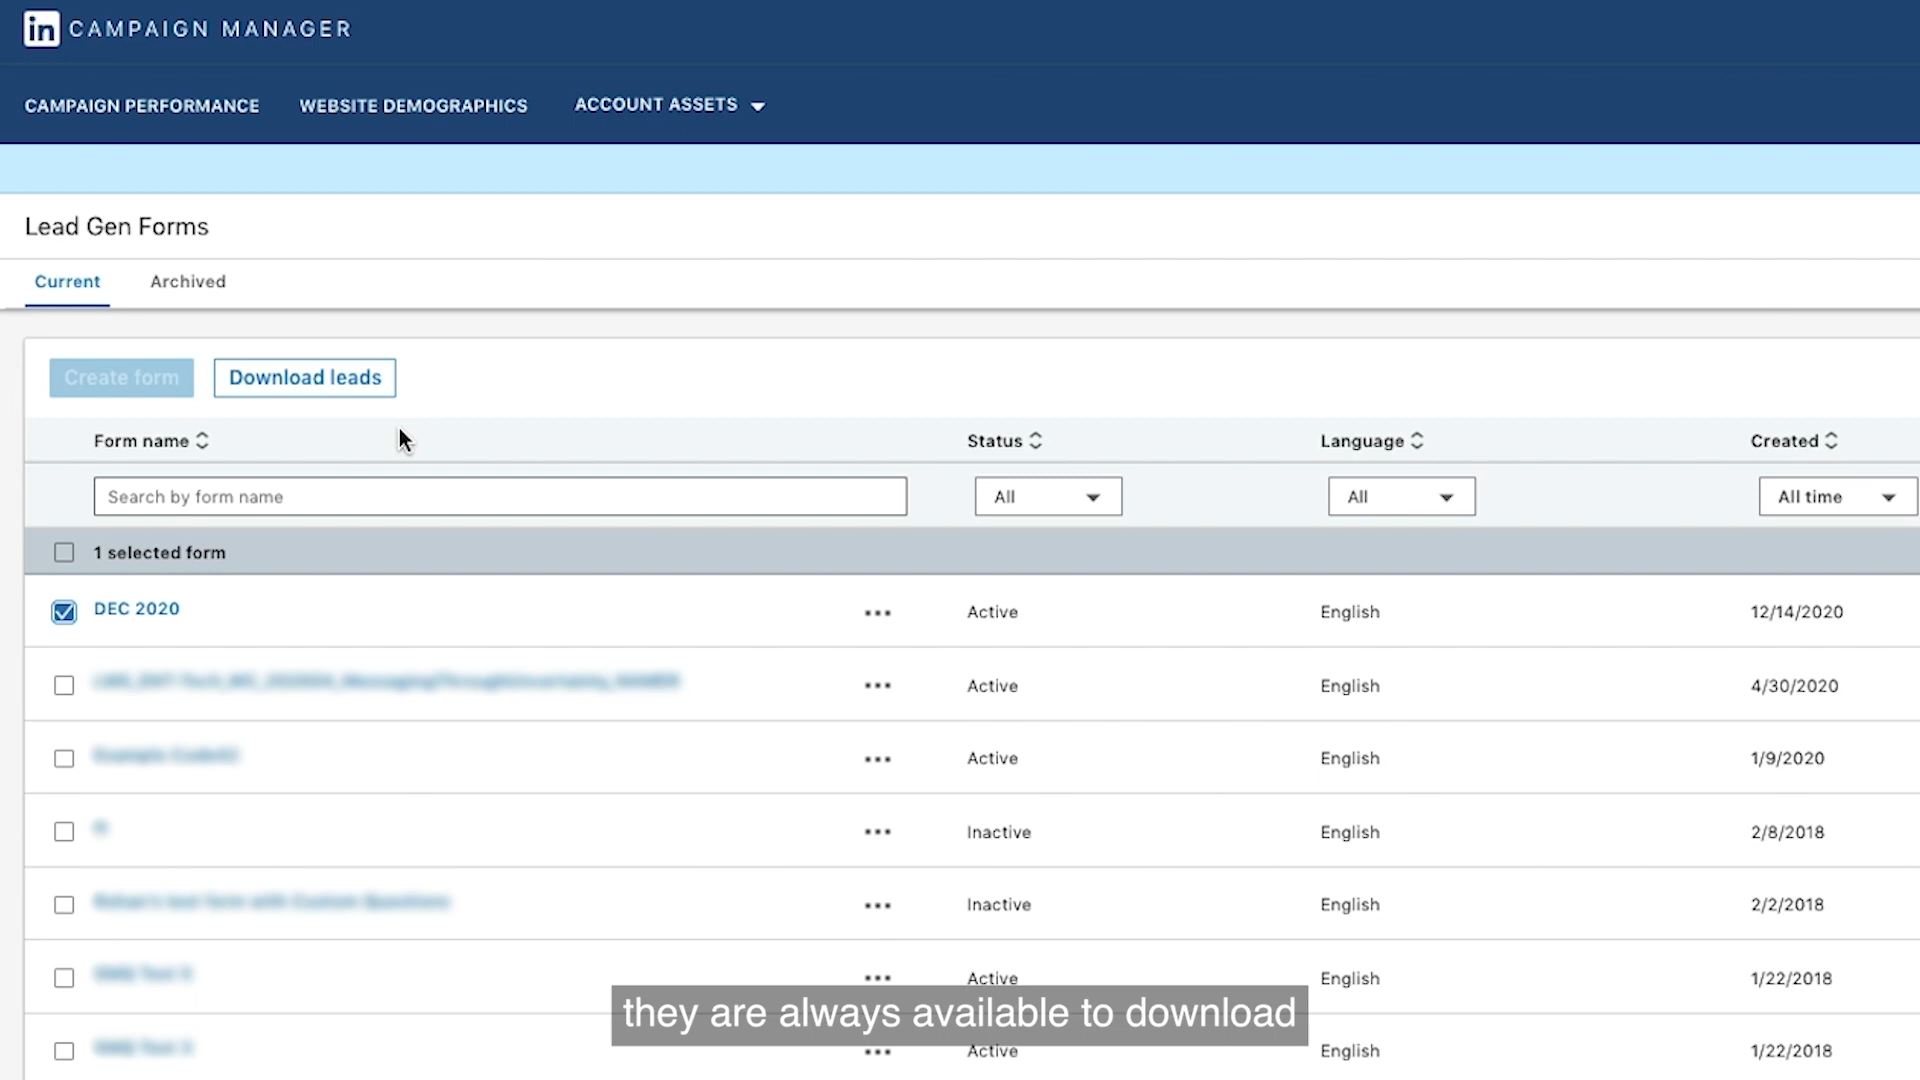 in CAMPAIGN MANAGER
CAMPAIGN PERFORMANCE WEBSITE DEMOGRAPHICS ACCOUNT ASSETS
Lead Gen Forms
Current Archived
Create form Download leads
Form name Status Language Created
Search by form name All All All time
1 selected form
DEC 2020 ... Active English 12/14/2020
... Active English 4/30/2020
... Active English 1/9/2020
... Inactive English 2/8/2018
... Inactive English 2/2/2018
... Active English 1/22/2018
they are always available to download
... Active English 1/22/2018